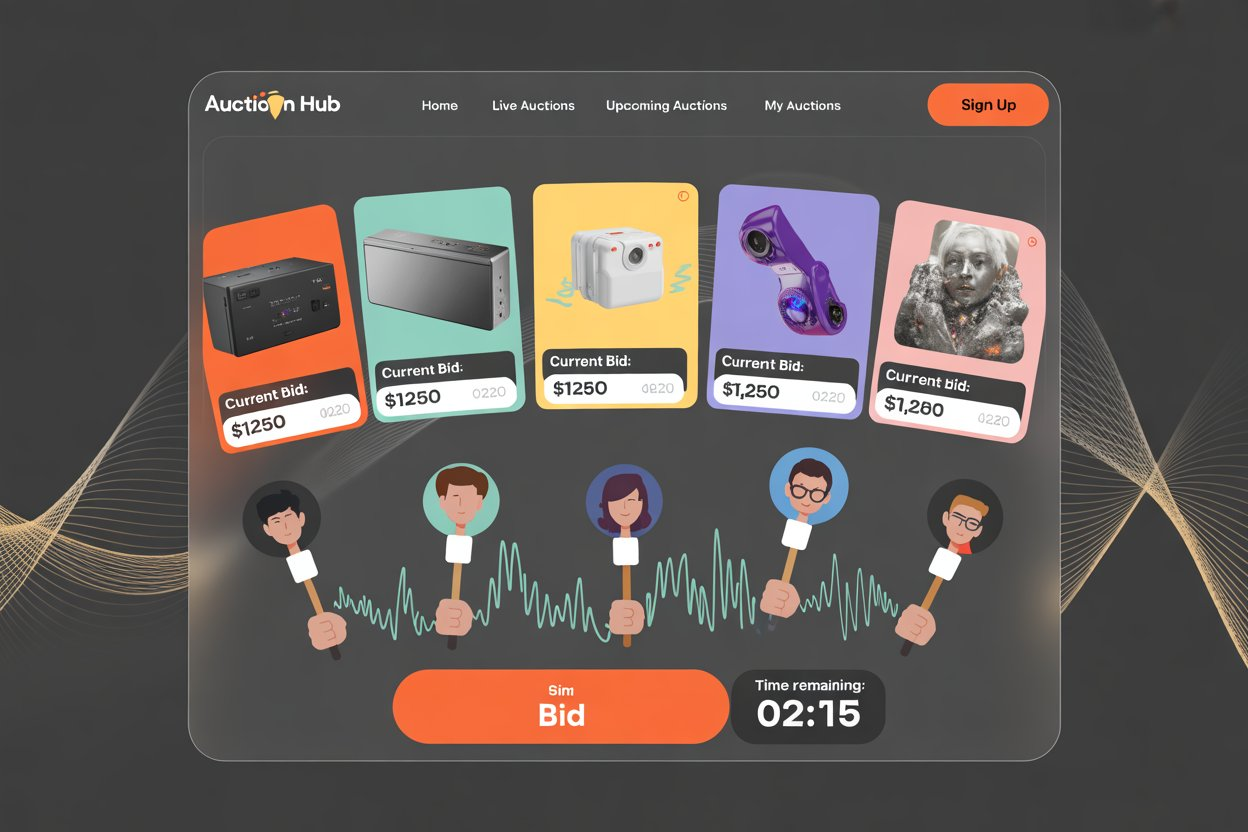 Auction Hub
Home
Live Auctions
Upcoming Auctions
My Auctions
Sign Up
Current Bid:
$1250
0220
Current Bid:
$1250
0220
Current Bid:
$1250
0220
Current Bid:
$1,250
0220
Current bid:
$1,280
0220
Sim
Bid
Time remaining:
02:15